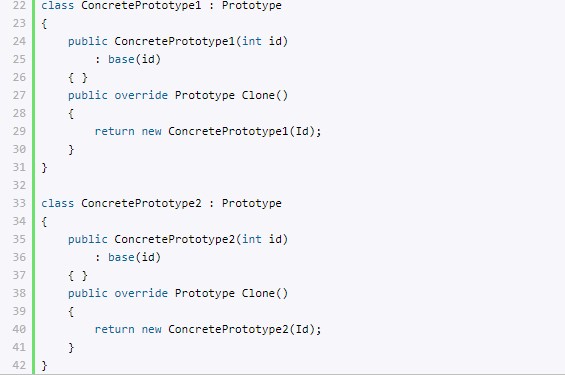 22 class ConcretePrototype1 : Prototype
23 {
24     public ConcretePrototype1(int id)
25         : base(id)
26     { }
27     public override Prototype Clone()
28     {
29         return new ConcretePrototype1(Id);
30     }
31 }
32
33 class ConcretePrototype2 : Prototype
34 {
35     public ConcretePrototype2(int id)
36         : base(id)
37     { }
38     public override Prototype Clone()
39     {
40         return new ConcretePrototype2(Id);
41     }
42 }